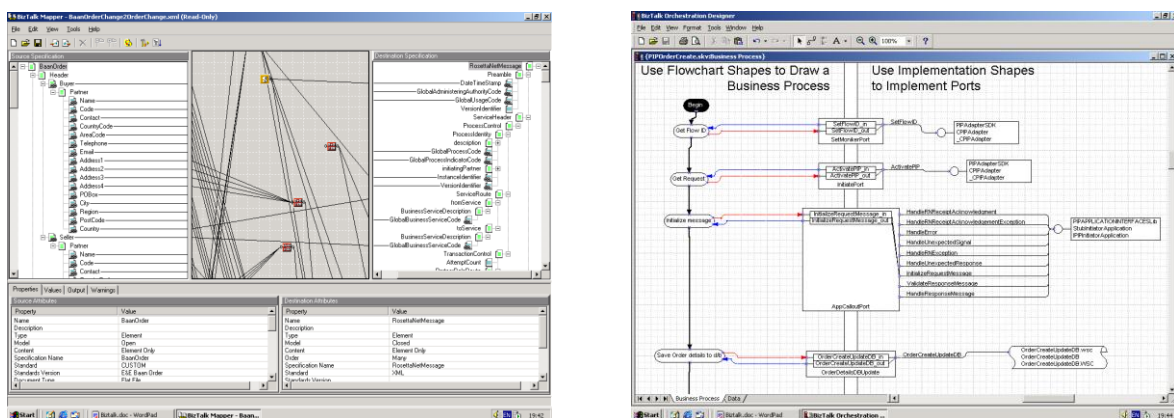 BizTalk Mapper - BaanOrderChange2OrderChange.xml (Read-Only)
File Edit View Tools Help
Source Specification
Destination Specification
BaanOrder
Header
Buyer
Partner
Name
Code
Contact
CountryCode
AreaCode
Telephone
Email
Address1
Address2
Address3
Address4
POBox
City
Region
PostCode
Country
Seller
Partner
Name
Code
Contact
RosettaNetMessage
Preamble
DateTimeStamp
GlobalAdministeringAuthorityCode
GlobalUsageCode
VersionIdentifier
ServiceHeader
ProcessControl
ProcessIdentity
description
GlobalProcessCode
GlobalProcessIndicatorCode
initiatingPartner
InstanceIdentifier
VersionIdentifier
ServiceRoute
fromService
BusinessServiceDescription
GlobalBusinessServiceCode
toService
BusinessServiceDescription
GlobalBusinessServiceCode
TransactionControl
AttemptCount
Properties Values Output Warnings
Source Attributes
Property Value
Name BaanOrder
Description
Type Element
Model Open
Content Element Only
Specification Name BaanOrder
Standard CUSTOM
Standards Version E&E Baan Order
Document Type Flat File
Destination Attributes
Property Value
Name RosettaNetMessage
Description
Type Element
Model Closed
Content Element Only
Order Many
Specification Name RosettaNetMessage
Standard XML
Standards Version
Start
Biztalk.doc - WordPad
BizTalk Mapper - Baan...
EN
19:42
BizTalk Orchestration Designer
File Edit View Format Tools Window Help
100%
(PIPOrderCreate.skv:Business Process)
Use Flowchart Shapes to Draw a
Business Process
Use Implementation Shapes
to Implement Ports
Begin
Get Flow ID
SetFlowID_in
SetFlowID_out
SetMonikerPort
SetFlowID
PIPAdapterSDK
CPIPAdapter
_CPIPAdapter
Get Request
ActivatePIP_in
ActivatePIP_out
InitiatePort
ActivatePIP
PIPAdapterSDK
CPIPAdapter
_CPIPAdapter
Initialize message
InitializeRequestMessage_in
InitializeRequestMessage_out
AppCalloutPort
HandleRNReceiptAcknowledgment
HandleRNReceiptAcknowledgementException
HandleError
HandleUnexpectedSignal
HandleRNException
HandleUnexpectedResponse
InitializeRequestMessage
ValidateResponseMessage
HandleResponseMessage
PIPAPPLICATIONINTERFACESLib
StubInitiatorApplication
IPIPInitiatorApplication
Save Order details to db
OrderCreateUpdateDB_in
OrderCreateUpdateDB_out
OrderDetailsDBUpdate
OrderCreateUpdateDB
OrderCreateUpdateDB.wsc
OrderCreateUpdateDB
OrderCreateUpdateDB.WSC
Business Process Data
Start
Biztalk.doc - WordPad
BizTalk Orchestration ...
EN